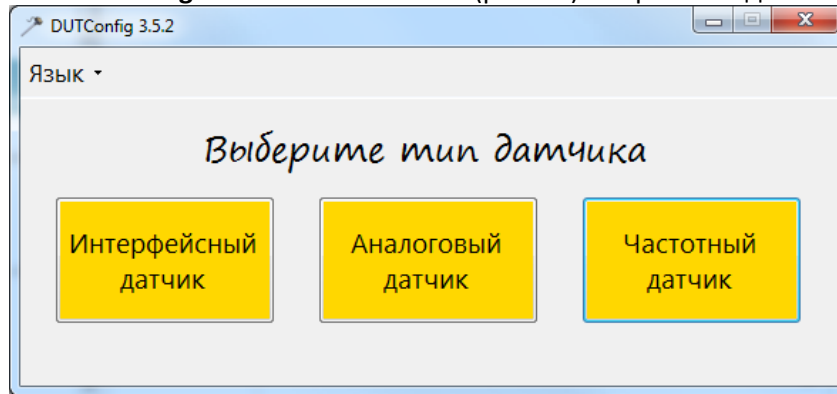 DUTConfig 3.5.2
Язык
Выберите тип датчика
Интерфейсный
датчик
Аналоговый
датчик
Частотный
датчик